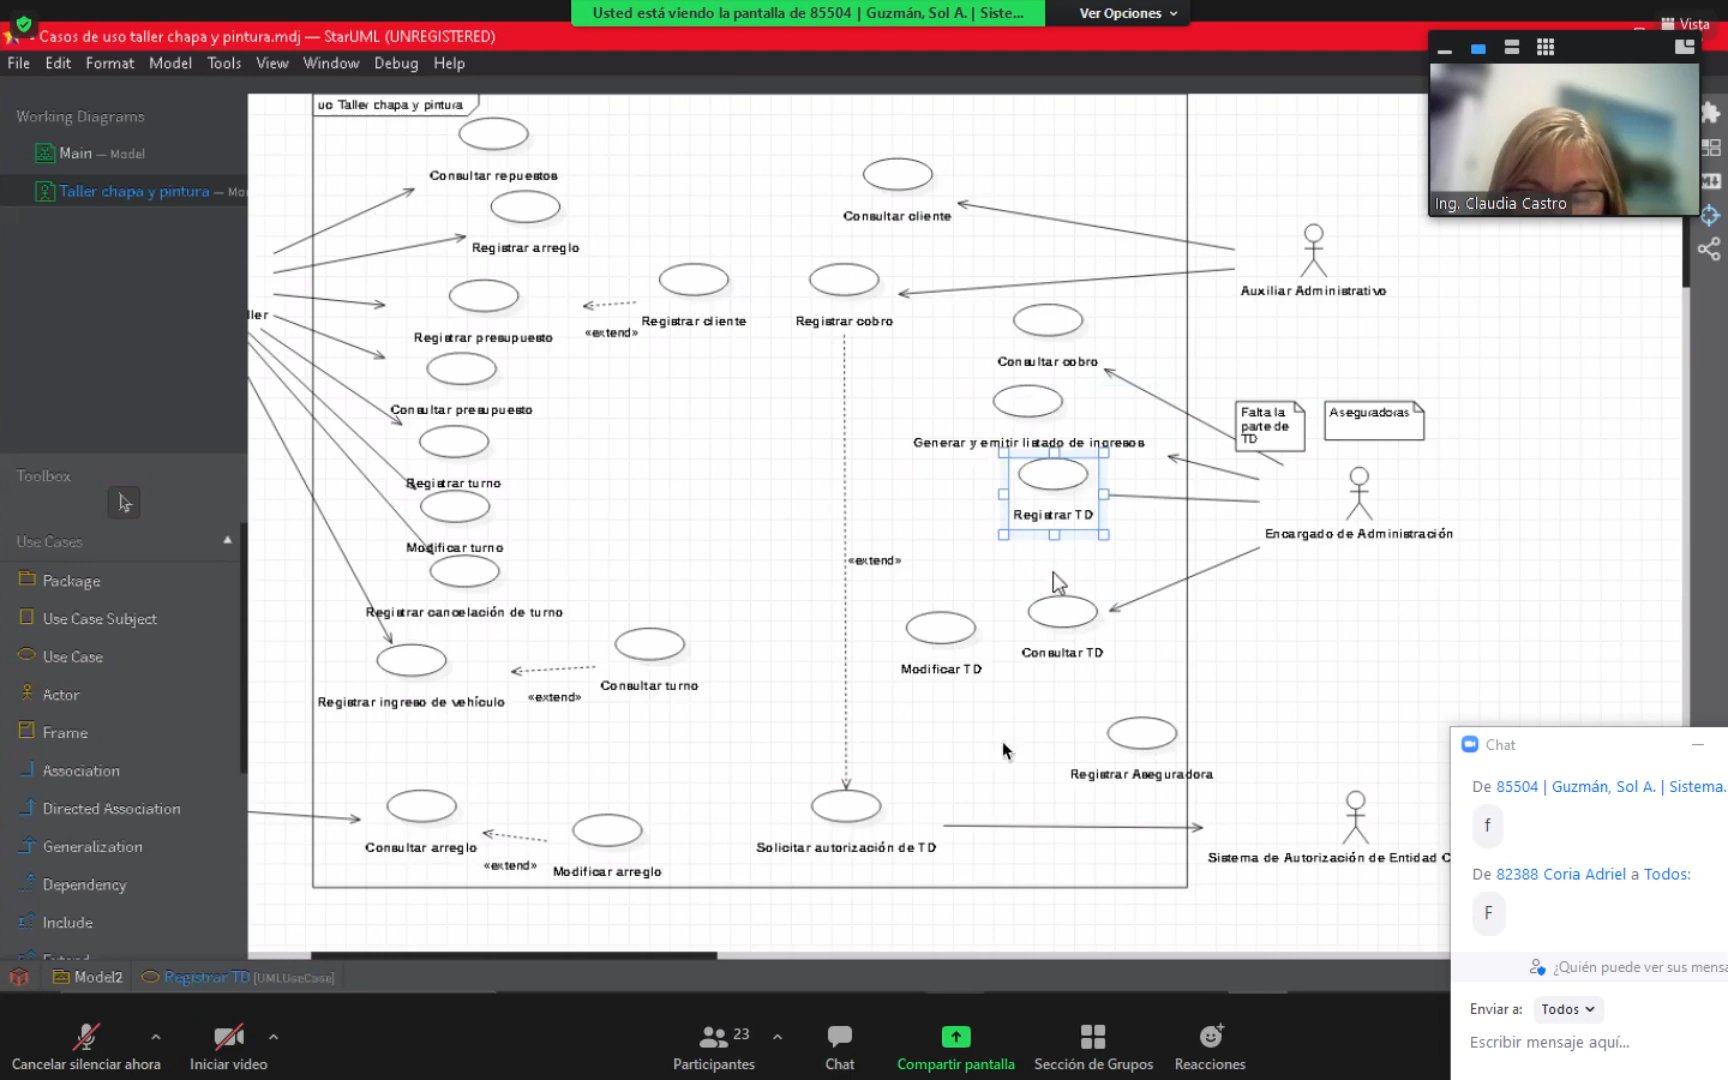 Usted está viendo la pantalla de 85504 | Guzmán, Sol A. | Siste...
Ver Opciones
Vista
Casos de uso taller chapa y pintura.mdj — StarUML (UNREGISTERED)
File Edit Format Model Tools View Window Debug Help
Working Diagrams
Main — Model
Taller chapa y pintura — Mo
Toolbox
Use Cases
Package
Use Case Subject
Use Case
Actor
Frame
Association
Directed Association
Generalization
Dependency
Include
Extend
uc Taller chapa y pintura
Consultar repuestos
Registrar arreglo
ller
Registrar presupuesto
«extend»
Registrar cliente
Consultar presupuesto
Registrar turno
Modificar turno
Registrar cancelación de turno
Registrar ingreso de vehículo
«extend»
Consultar turno
Consultar arreglo
«extend»
Modificar arreglo
Consultar cliente
Registrar cobro
Consultar cobro
Generar y emitir listado de ingresos
Registrar TD
«extend»
Consultar TD
Modificar TD
Registrar Aseguradora
Solicitar autorización de TD
Auxiliar Administrativo
Falta la
parte de
TD
Aseguradoras
Encargado de Administración
Sistema de Autorización de Entidad C
Ing. Claudia Castro
Model2
Registrar TD [UMLUseCase]
Chat
De 85504 | Guzmán, Sol A. | Sistema.
f
De 82388 Coria Adriel a Todos:
F
¿Quién puede ver sus mensa
Enviar a: Todos
Escribir mensaje aquí...
Cancelar silenciar ahora
Iniciar video
23
Participantes
Chat
Compartir pantalla
Sección de Grupos
Reacciones